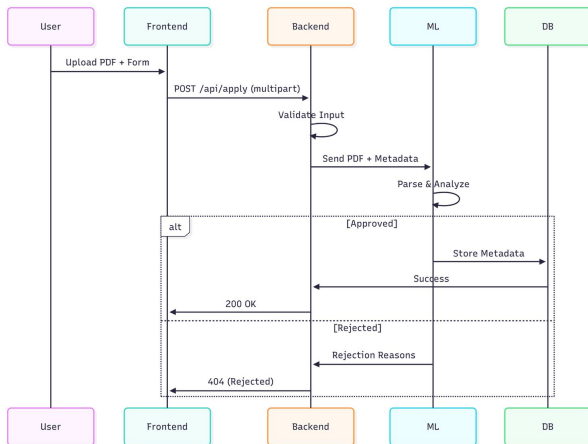 User Frontend Backend ML DB
Upload PDF + Form
POST /api/apply (multipart)
Validate Input
Send PDF + Metadata
Parse & Analyze
alt [Approved]
Store Metadata
Success
200 OK
[Rejected]
Rejection Reasons
404 (Rejected)
User Frontend Backend ML DB